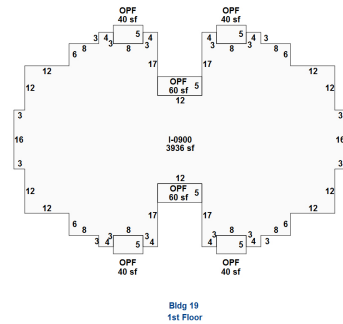 OPF
40 sf
OPF
40 sf
3 4 5 4 4 5 4 3
3 8 3 8 3 8 3 8
6 17 17 6
12 OPF 5 12
60 sf
12 12 12
3 3
16 I-0900 16
3936 sf
3 12 3
12 OPF 5 12
60 sf
12 17 17 12
6 8 8 6
3 3 5 4 4 5 3 3
4 4
OPF
40 sf
OPF
40 sf
Bldg 19
1st Floor